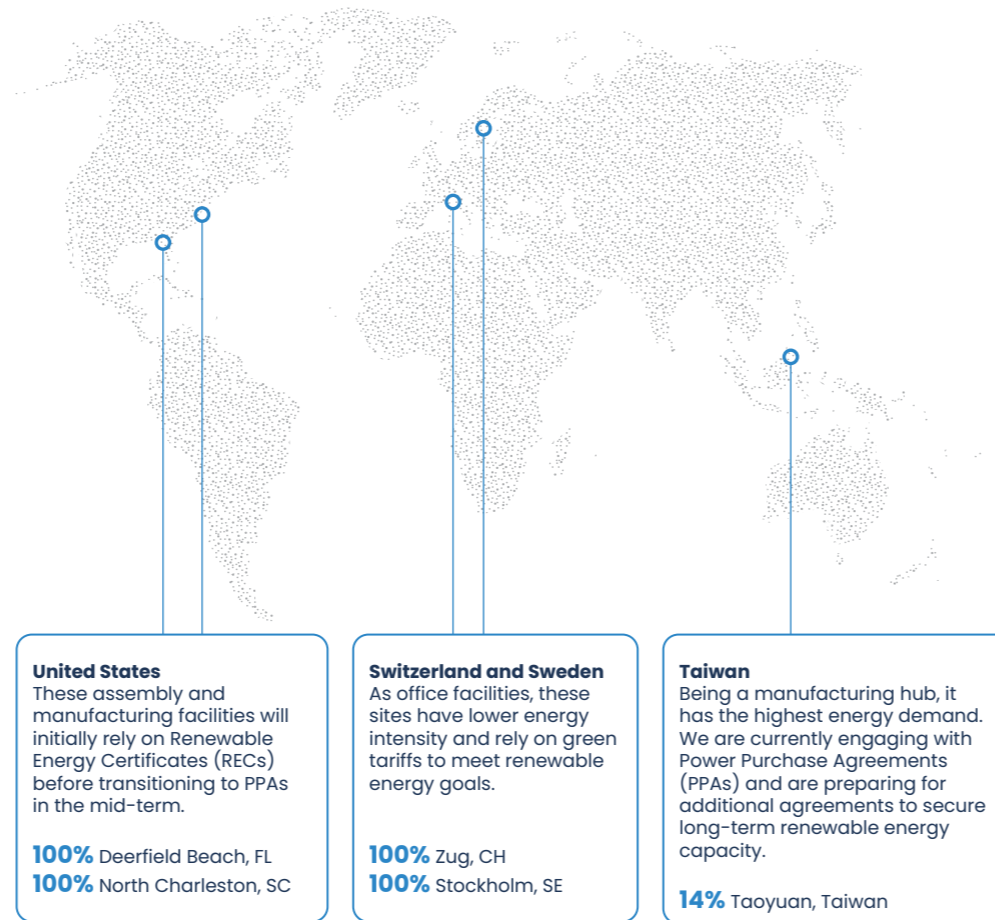 United States
These assembly and
manufacturing facilities will
initially rely on Renewable
Energy Certificates (RECs)
before transitioning to PPAs
in the mid-term.
100% Deerfield Beach, FL
100% North Charleston, SC
Switzerland and Sweden
As office facilities, these
sites have lower energy
intensity and rely on green
tariffs to meet renewable
energy goals.
100% Zug, CH
100% Stockholm, SE
Taiwan
Being a manufacturing hub, it
has the highest energy demand.
We are currently engaging with
Power Purchase Agreements
(PPAs) and are preparing for
additional agreements to secure
long-term renewable energy
capacity.
14% Taoyuan, Taiwan